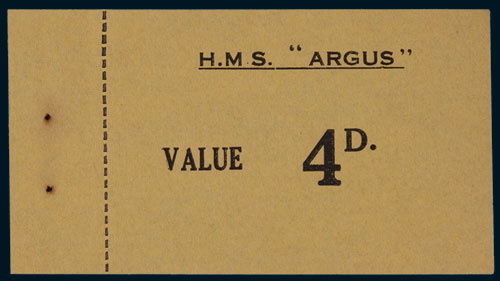 H.M.S. "ARGUS"
VALUE 4D.